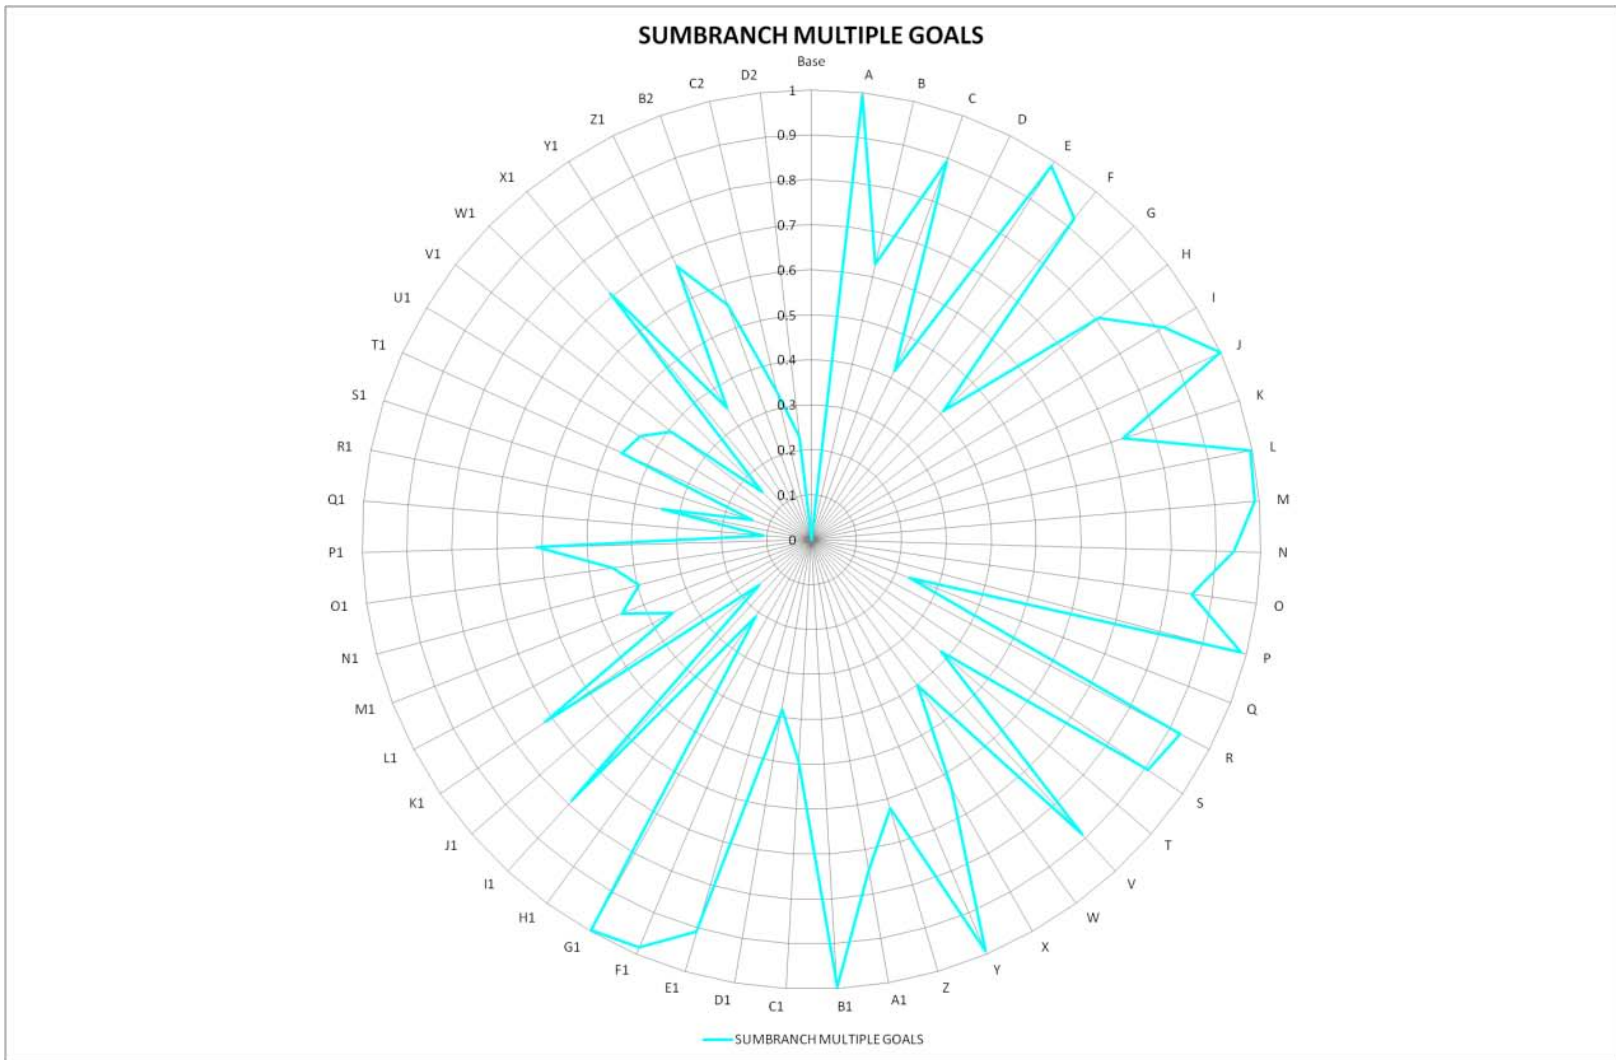 SUMBRANCH MULTIPLE GOALS
Base
A
B
C
D
E
F
G
H
I
J
K
L
M
N
O
P
Q
R
S
T
V
W
X
Y
Z
A1
B1
C1
D1
E1
F1
G1
H1
I1
J1
K1
L1
M1
N1
O1
P1
Q1
R1
S1
T1
U1
V1
W1
X1
Y1
Z1
B2
C2
D2
1
0.9
0.8
0.7
0.6
0.5
0.4
0.3
0.2
0.1
0
SUMBRANCH MULTIPLE GOALS